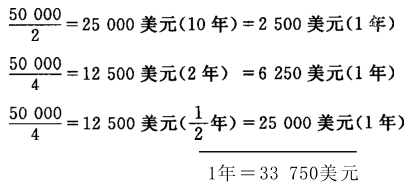 50 000/2=25 000 美元(10 年)=2 500 美元(1 年)
50 000/4=12 500 美元(2 年) =6 250 美元(1 年)
50 000/4=12 500 美元(1/2年)=25 000 美元(1 年)
1年=33 750美元